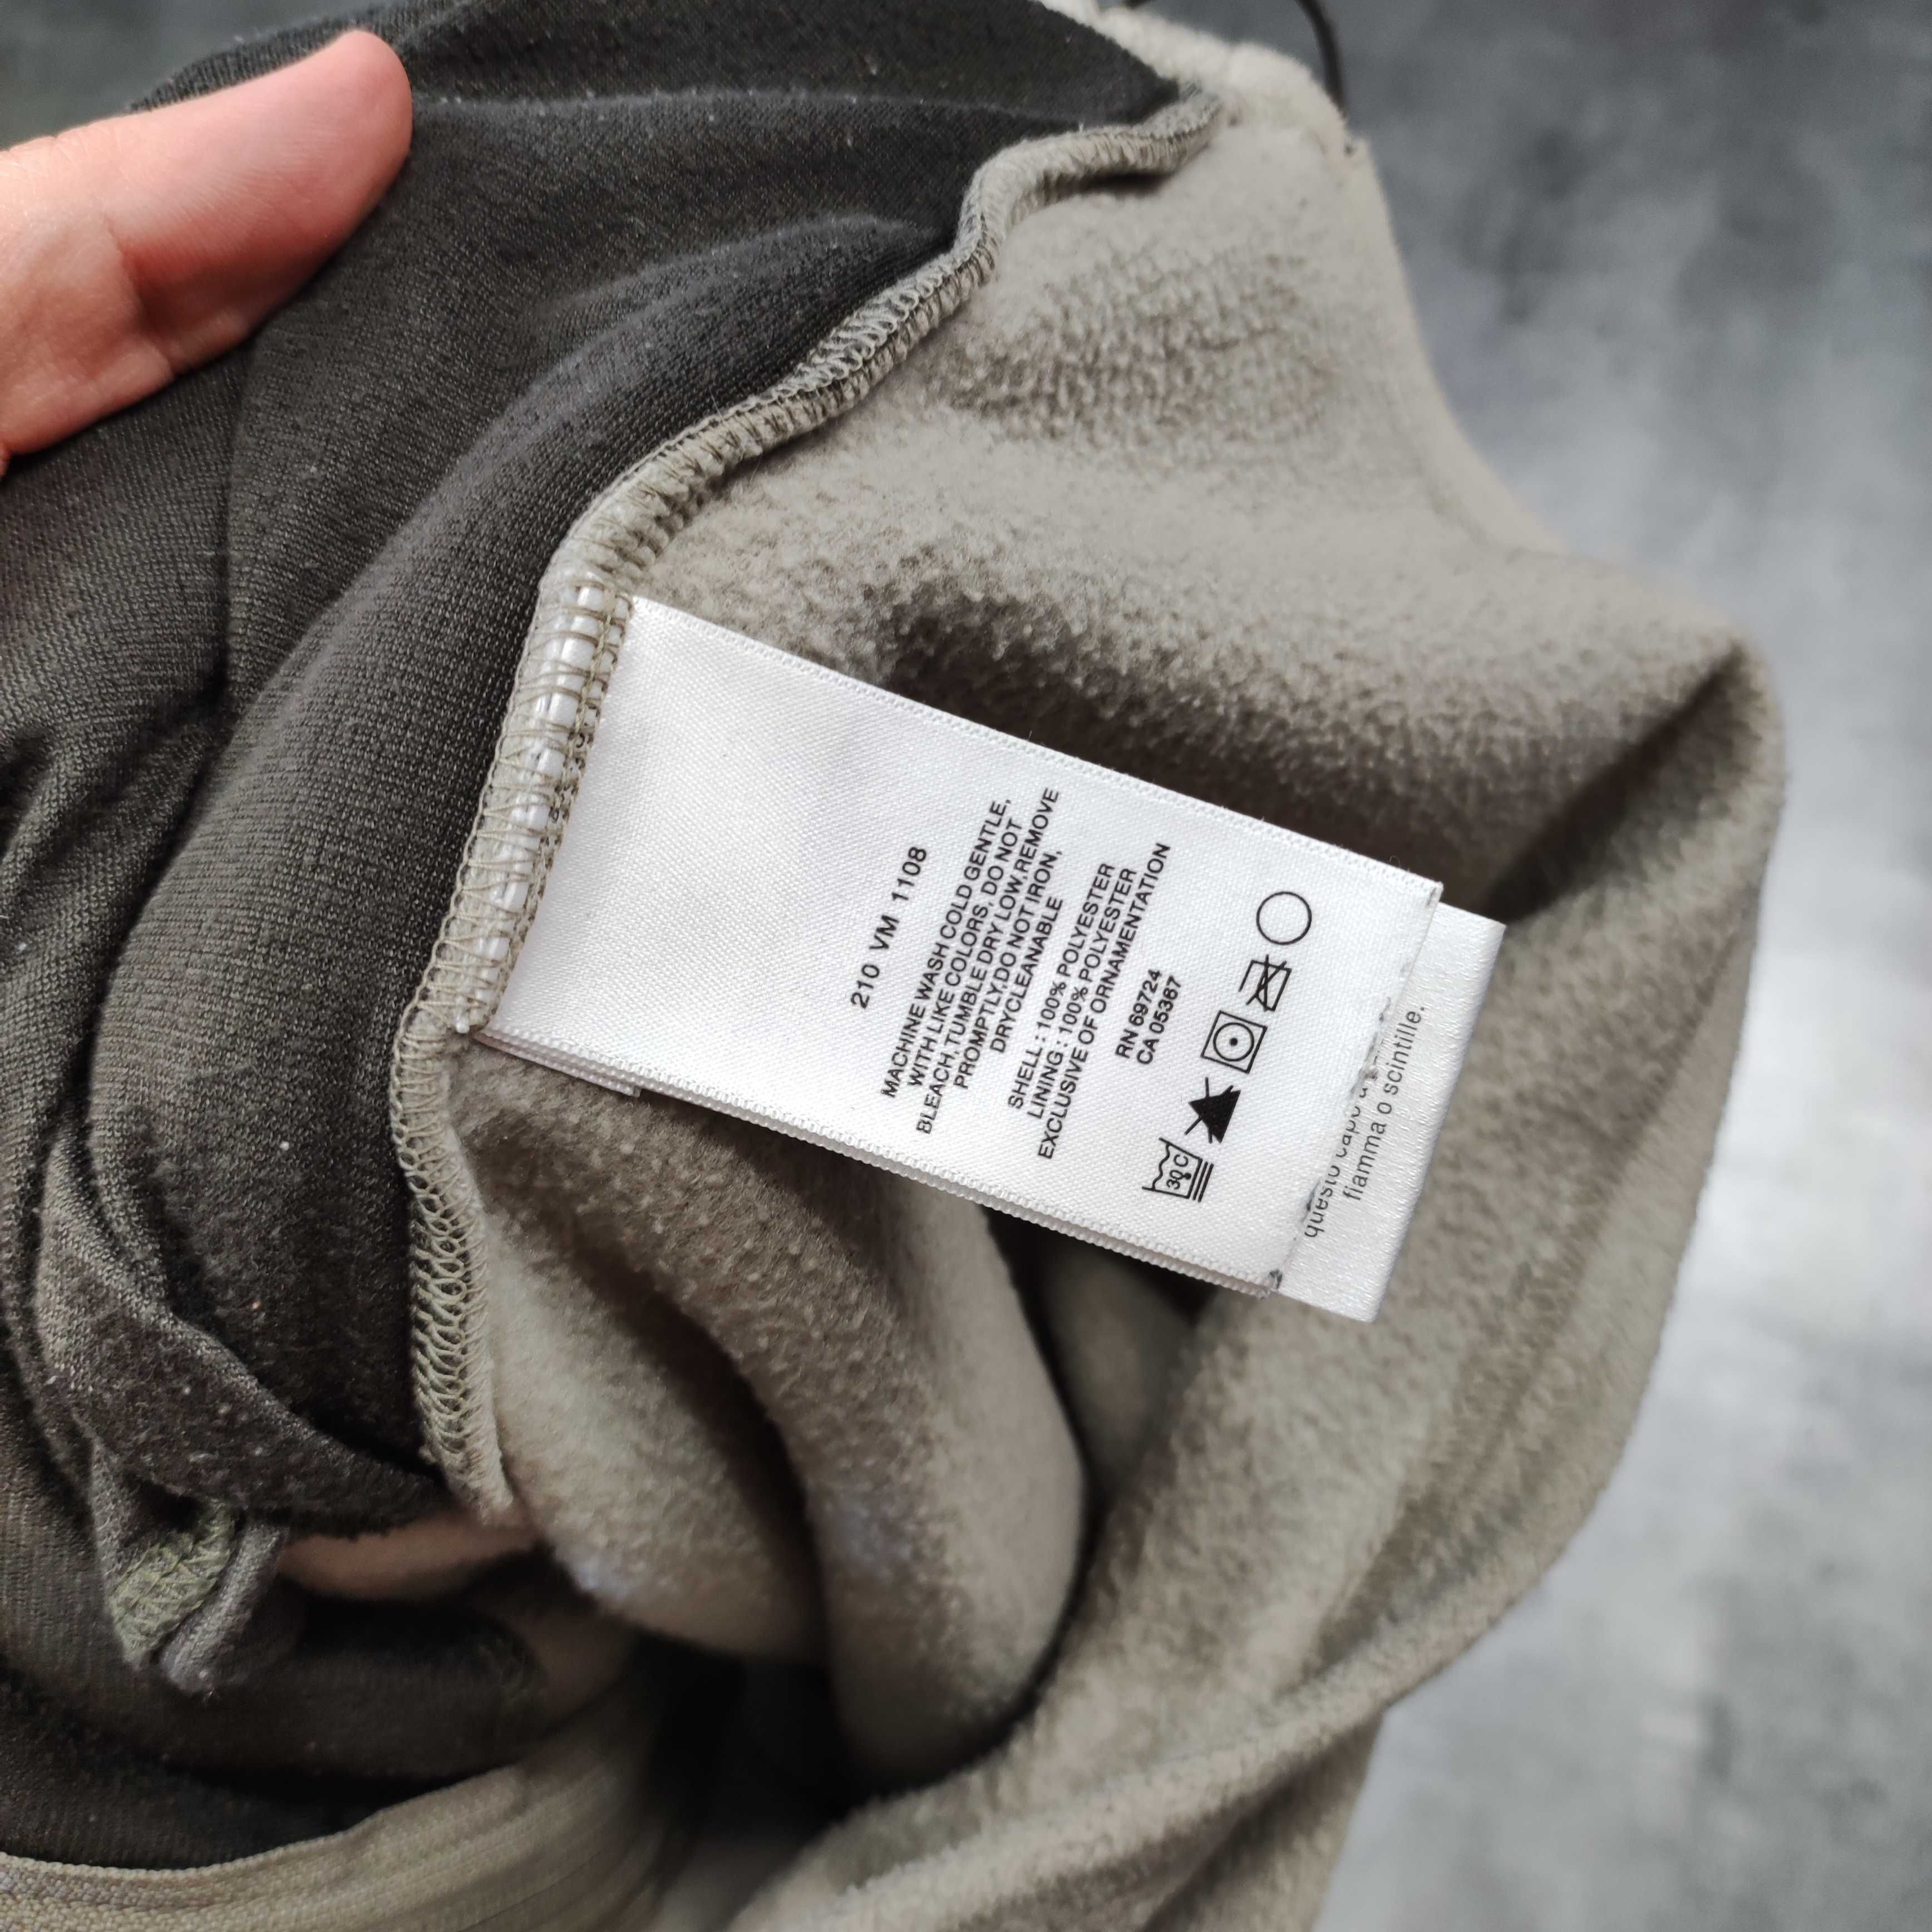 210 VM 1108
MACHINE WASH COLD GENTLE,
WITH LIKE COLORS, DO NOT
BLEACH,TUMBLE DRY LOW,REMOVE
PROMPTLY,DO NOT IRON,
DRYCLEANABLE
SHELL : 100% POLYESTER
LINING : 100% POLYESTER
EXCLUSIVE OF ORNAMENTATION
RN 69724
CA 05367
30 C
questo capo
fiamma o scintille.